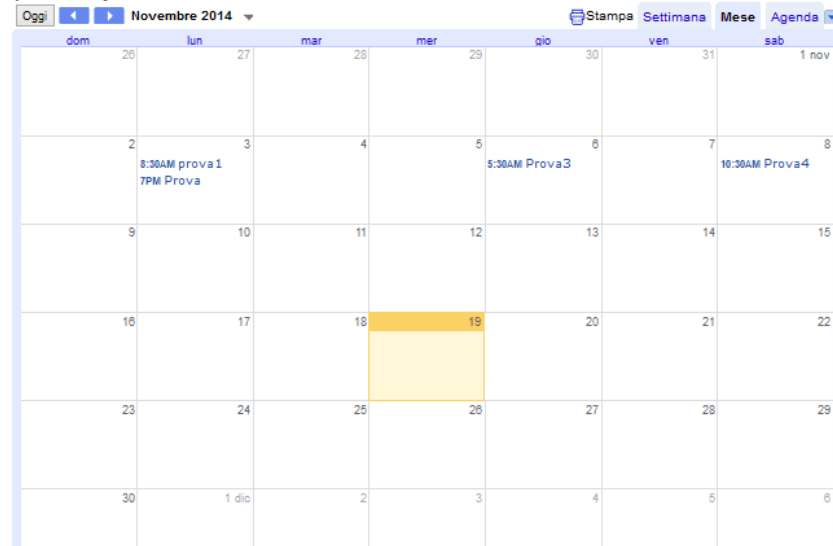 Oggi Novembre 2014 Stampa Settimana Mese Agenda
dom lun mar mer gio ven sab
26 27 28 29 30 31 1 nov
2 3 4 5 6 7 8
8:30AM prova1 5:30AM Prova3 10:30AM Prova4
7PM Prova
9 10 11 12 13 14 15
16 17 18 19 20 21 22
23 24 25 26 27 28 29
30 1 dic 2 3 4 5 6